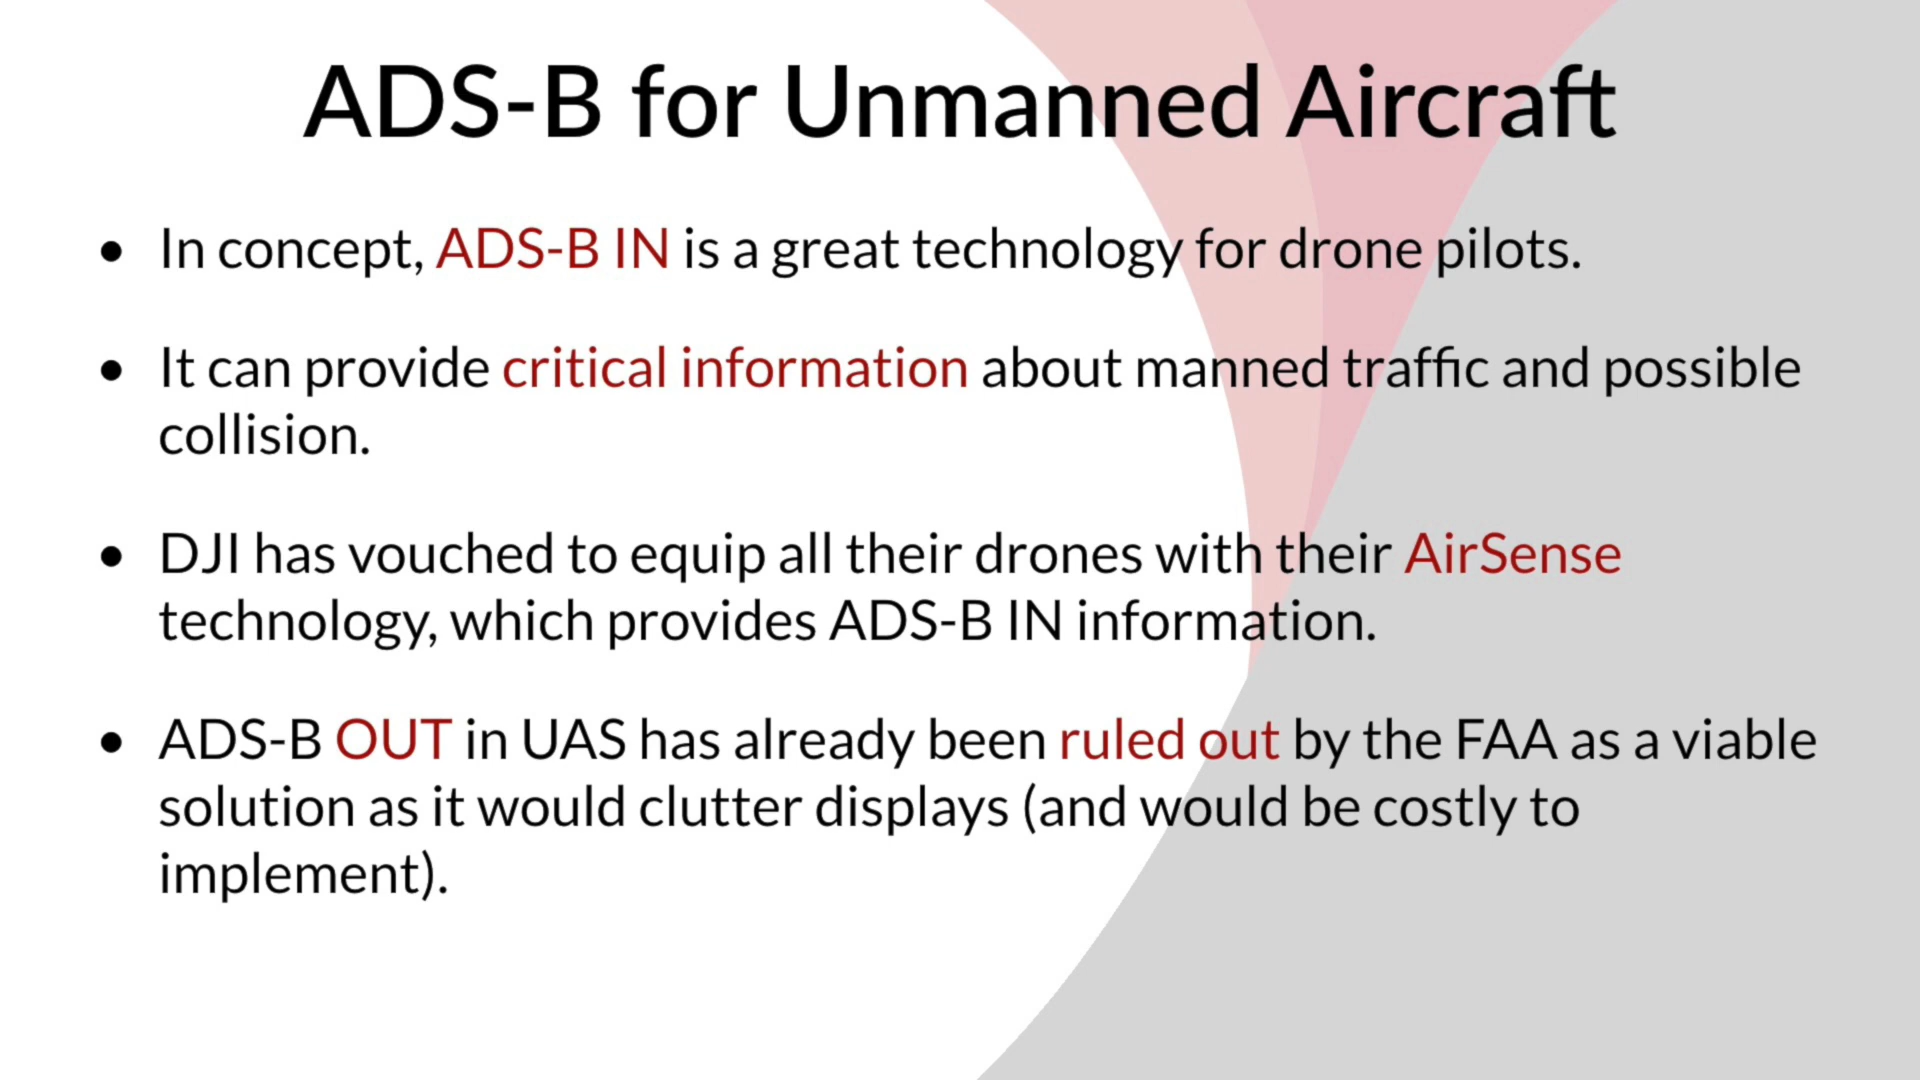 ADS-B for Unmanned Aircraft
• In concept, ADS-B IN is a great technology for drone pilots.
• It can provide critical information about manned traffic and possible
collision.
• DJI has vouched to equip all their drones with their AirSense
technology, which provides ADS-B IN information.
• ADS-B OUT in UAS has already been ruled out by the FAA as a viable
solution as it would clutter displays (and would be costly to
implement).